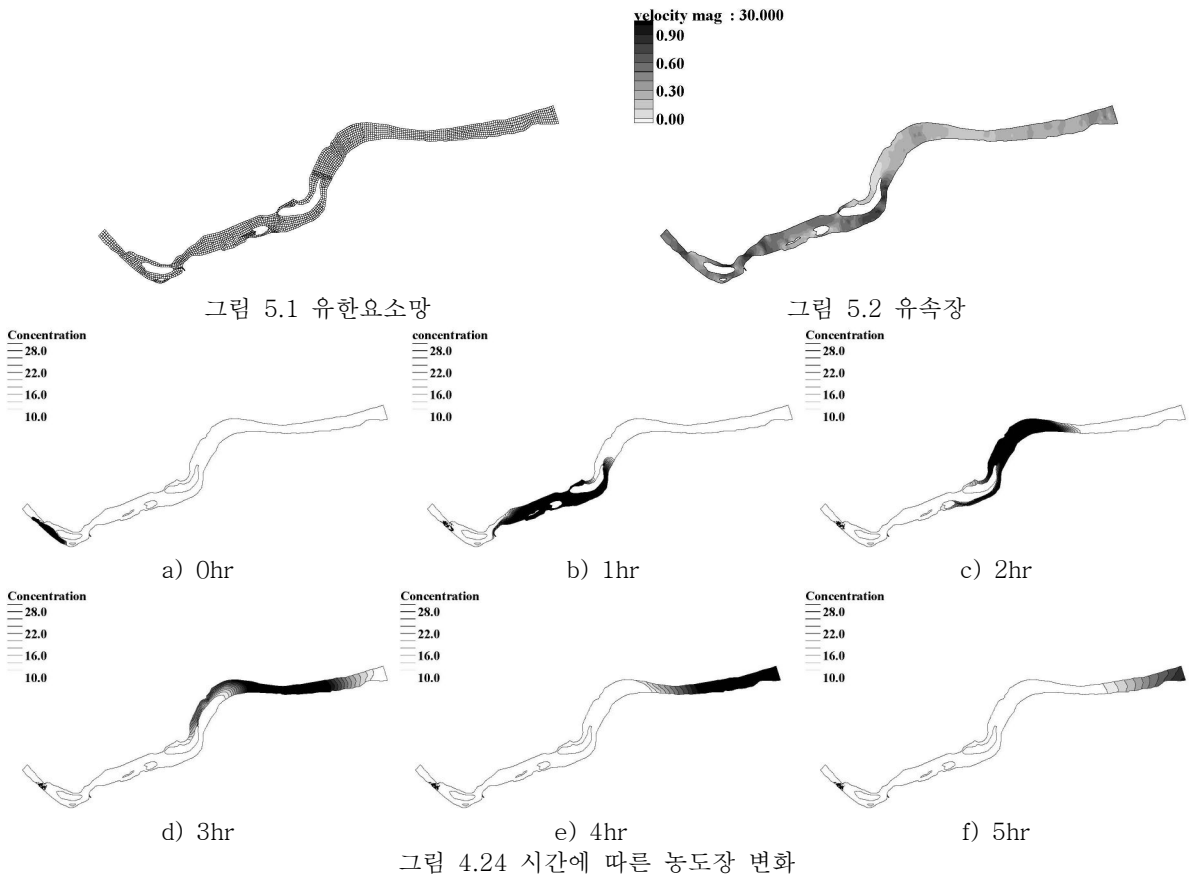 velocity mag : 30.000
0.90
0.60
0.30
0.00
그림 5.1 유한요소망
그림 5.2 유속장
Concentration
28.0
22.0
16.0
10.0
a) 0hr
concentration
28.0
22.0
16.0
10.0
b) 1hr
Concentration
28.0
22.0
16.0
10.0
c) 2hr
Concentration
28.0
22.0
16.0
10.0
d) 3hr
Concentration
28.0
22.0
16.0
10.0
e) 4hr
Concentration
28.0
22.0
16.0
10.0
f) 5hr
그림 4.24 시간에 따른 농도장 변화